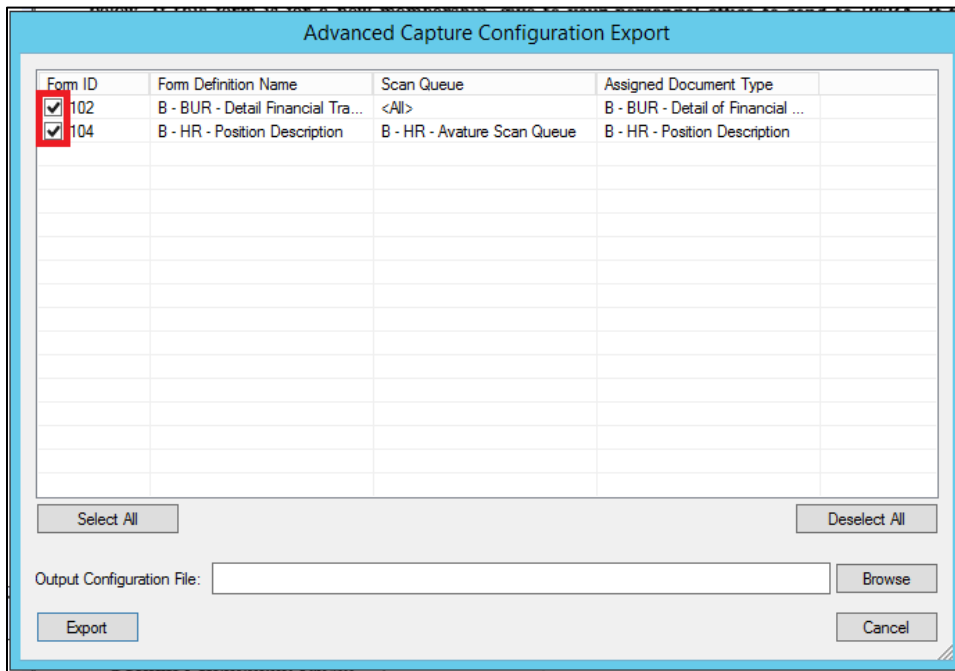 Advanced Capture Configuration Export
Form ID Form Definition Name Scan Queue Assigned Document Type
102 B - BUR - Detail Financial Tra... <All> B - BUR - Detail of Financial ...
104 B - HR - Position Description B - HR - Avature Scan Queue B - HR - Position Description
Select All Deselect All
Output Configuration File: Browse
Export Cancel